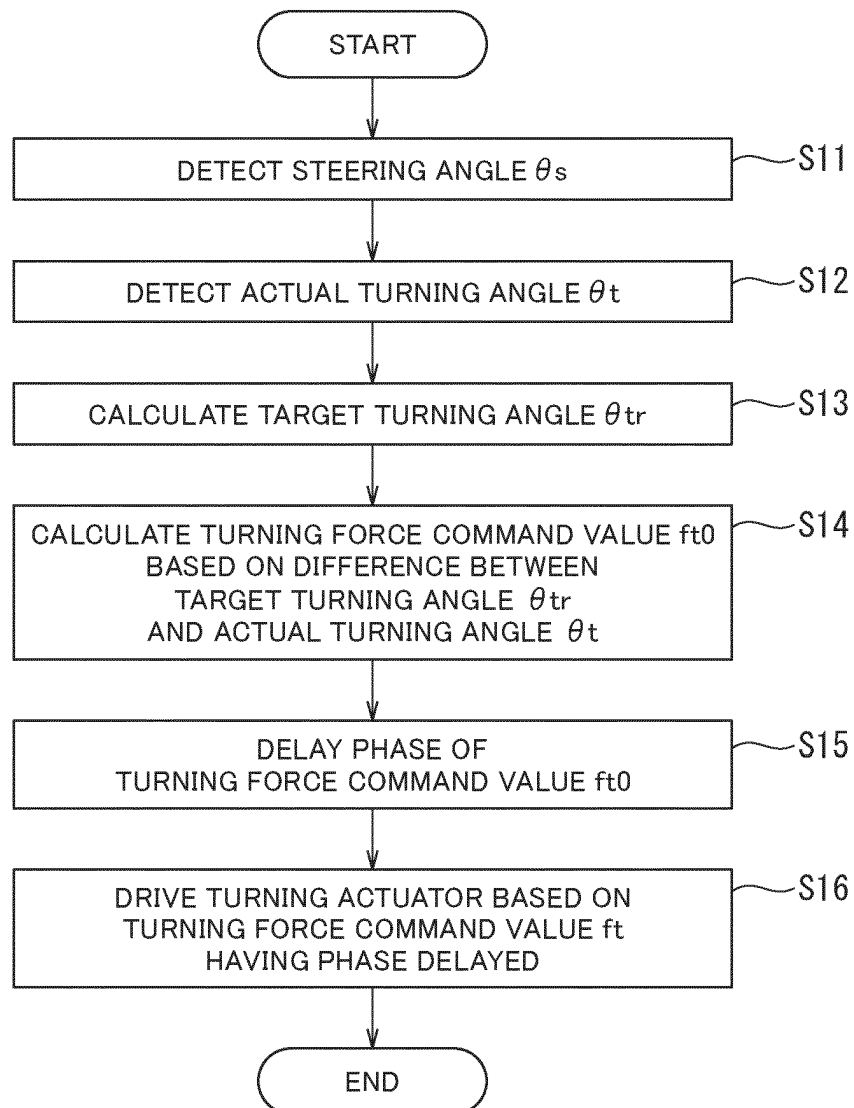 START
DETECT STEERING ANGLE θs
S11
DETECT ACTUAL TURNING ANGLE θt
S12
CALCULATE TARGET TURNING ANGLE θtr
S13
CALCULATE TURNING FORCE COMMAND VALUE ft0
BASED ON DIFFERENCE BETWEEN
TARGET TURNING ANGLE θtr
AND ACTUAL TURNING ANGLE θt
S14
DELAY PHASE OF
TURNING FORCE COMMAND VALUE ft0
S15
DRIVE TURNING ACTUATOR BASED ON
TURNING FORCE COMMAND VALUE ft
HAVING PHASE DELAYED
S16
END